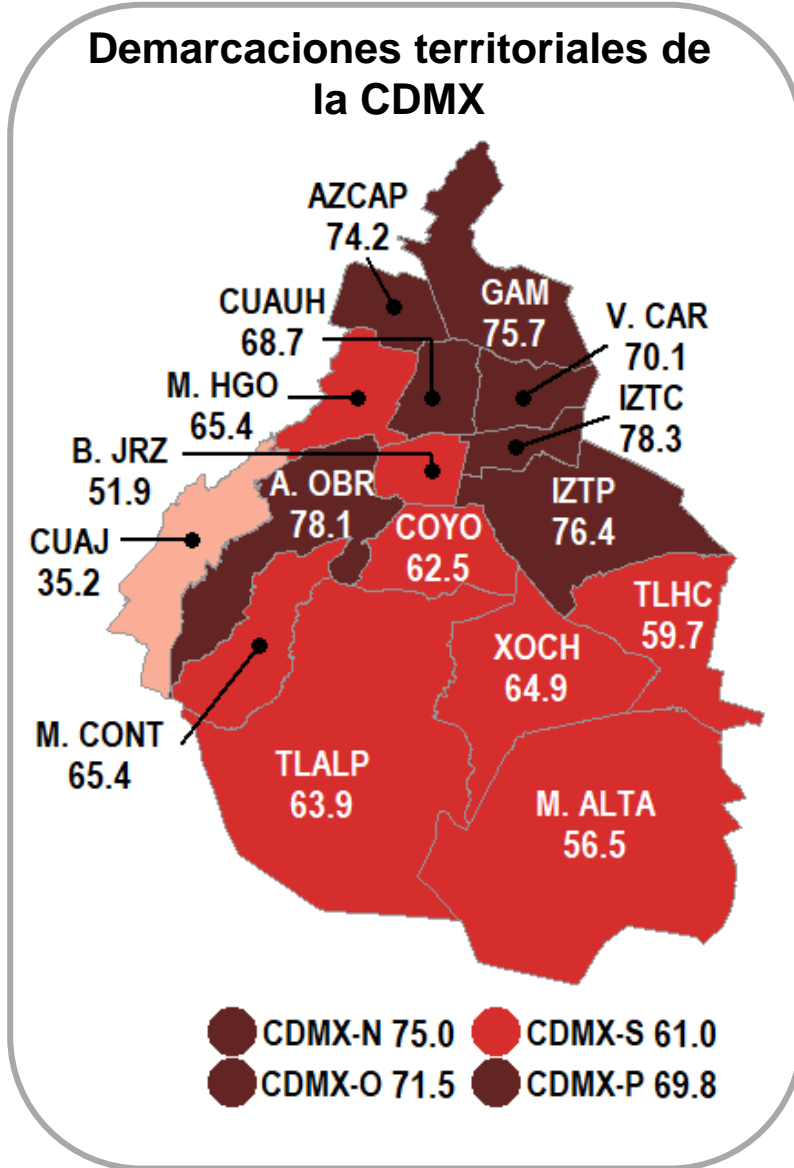 Demarcaciones territoriales de
la CDMX
AZCAP
74.2
GAM
75.7
CUAUH
68.7
V. CAR
70.1
M. HGO
65.4
IZTC
78.3
B. JRZ
51.9
A. OBR
78.1
IZTP
76.4
CUAJ
35.2
COYO
62.5
TLHC
59.7
XOCH
64.9
M. CONT
65.4
TLALP
63.9
M. ALTA
56.5
CDMX-N 75.0
CDMX-S 61.0
CDMX-O 71.5
CDMX-P 69.8